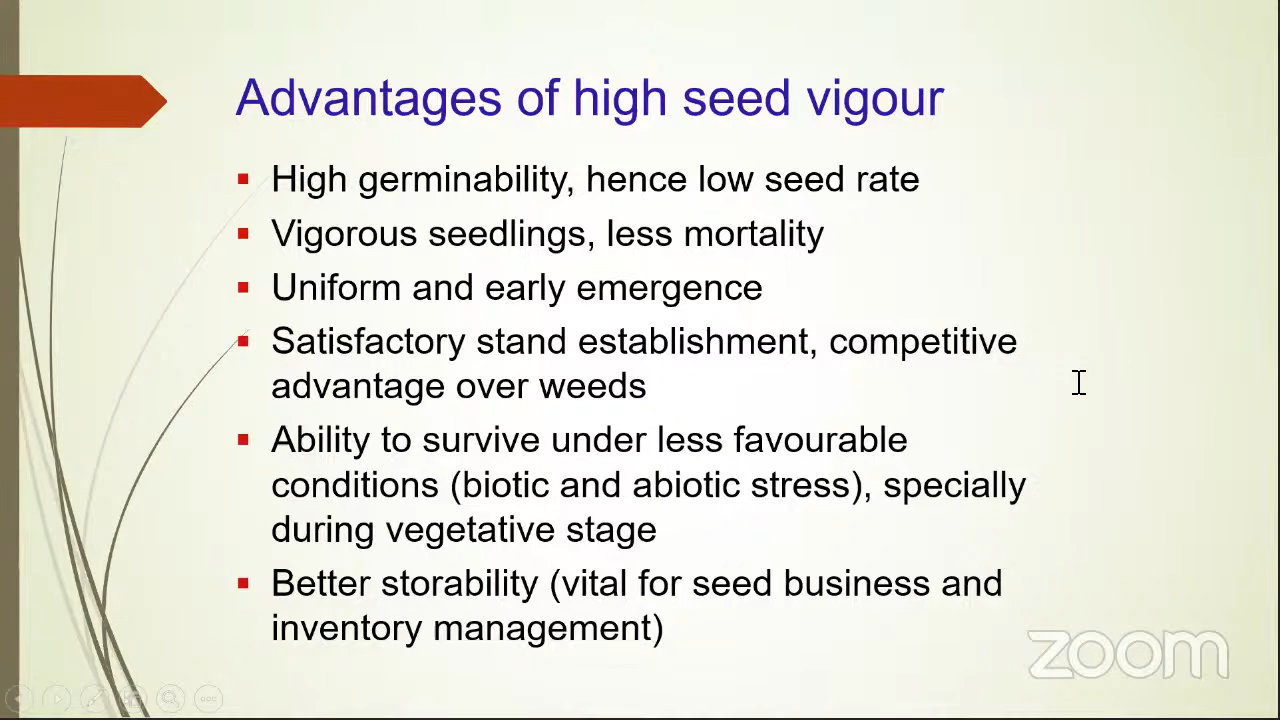 Advantages of high seed vigour
High germinability, hence low seed rate
Vigorous seedlings, less mortality
Uniform and early emergence
Satisfactory stand establishment, competitive
advantage over weeds
Ability to survive under less favourable
conditions (biotic and abiotic stress), specially
during vegetative stage
Better storability (vital for seed business and
inventory management)
zoom